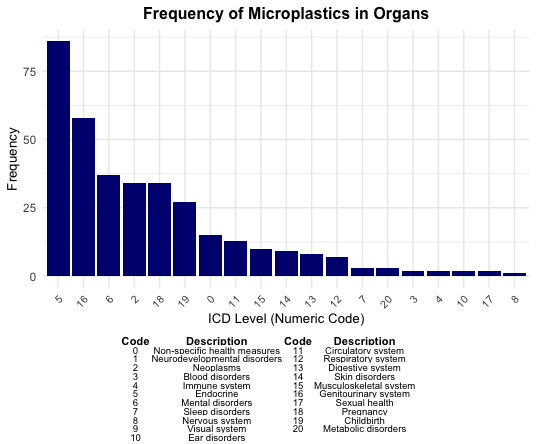 Frequency of Microplastics in Organs
75
50
25
0
Frequency
5 16 6 2 18 19 0 11 15 14 13 12 7 20 3 4 10 17 8
ICD Level (Numeric Code)
Code Description Code Description
0 Non-specific health measures 11 Circulatory system
1 Neurodevelopmental disorders 12 Respiratory system
2 Neoplasms 13 Digestive system
3 Blood disorders 14 Skin disorders
4 Immune system 15 Musculoskeletal system
5 Endocrine 16 Genitourinary system
6 Mental disorders 17 Sexual health
7 Sleep disorders 18 Pregnancy
8 Nervous system 19 Childbirth
9 Visual system 20 Metabolic disorders
10 Ear disorders